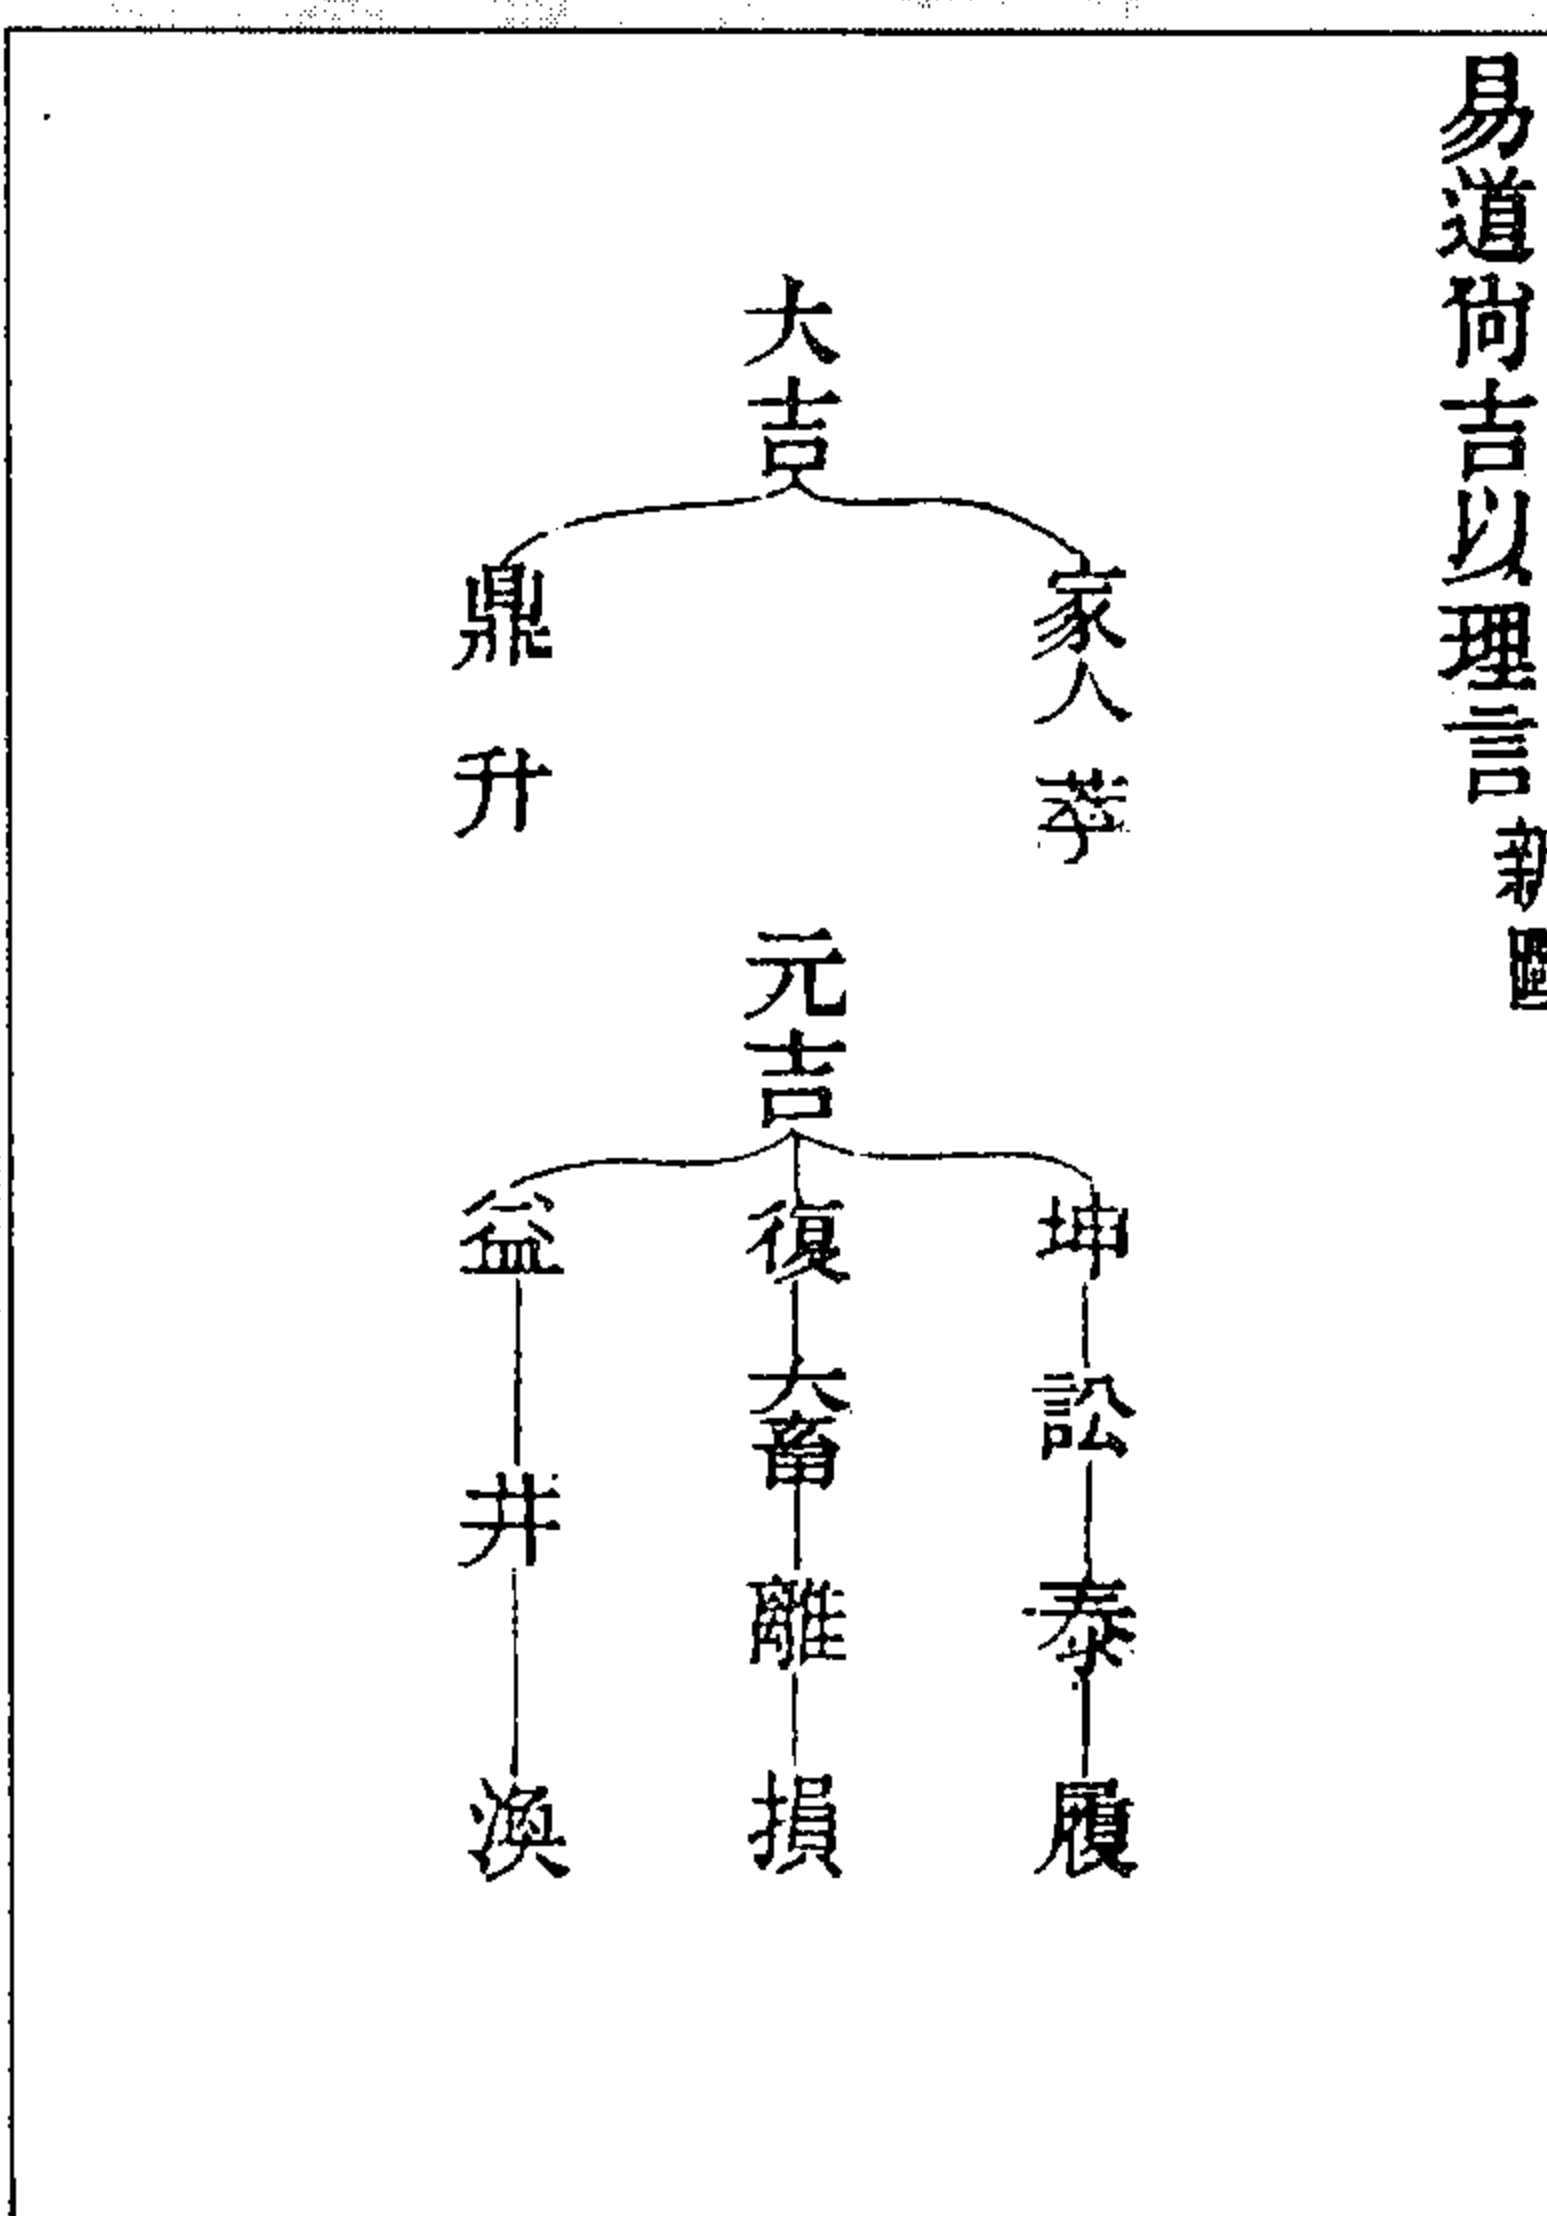 易道尚吉以理言 新圖
大吉
家人 萃
鼎 升
元吉
坤 訟 泰 履
復 大畜 離 損
益 井 渙